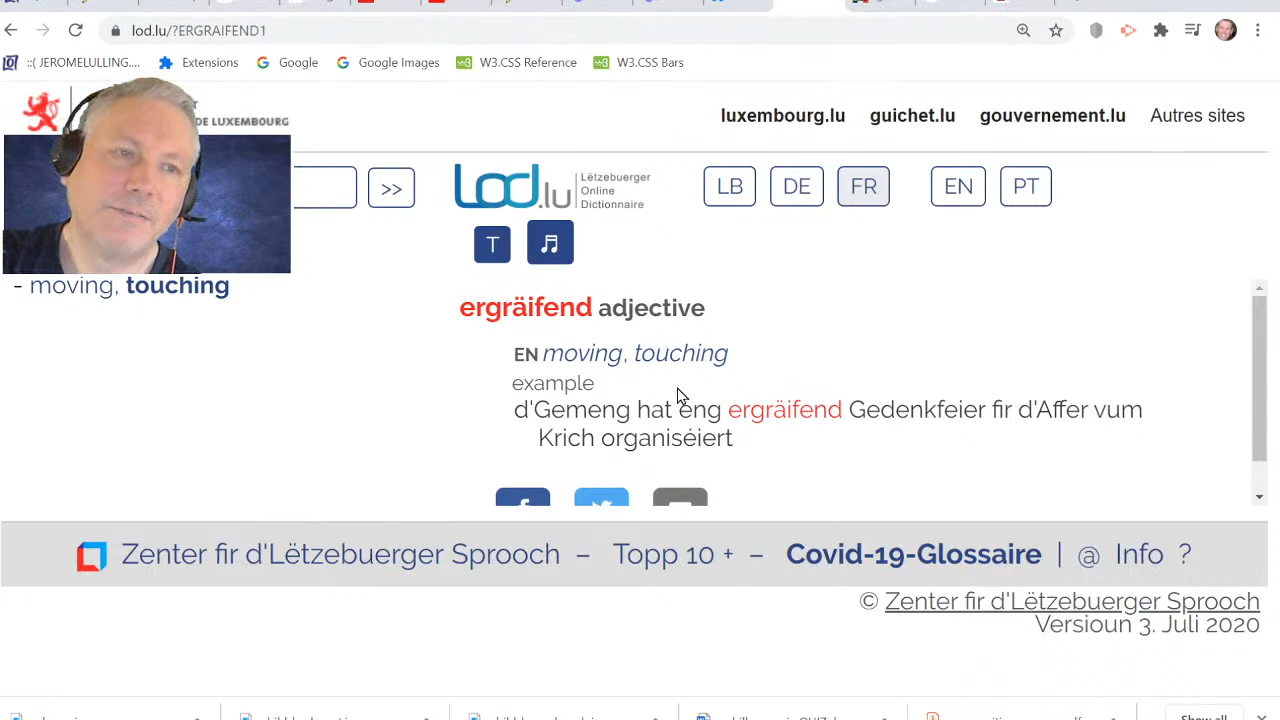 lod.lu/?ERGRAIFEND1
::( JEROMELULLING.... Extensions Google Google Images W3.CSS Reference W3.CSS Bars
DE LUXEMBOURG
luxembourg.lu guichet.lu gouvernement.lu Autres sites
>>
Lod.lu
Lëtzebuerger
Online
Dictionnaire
LB DE FR EN PT
T
- moving, touching
ergräifend adjective
EN moving, touching
example
d'Gemeng hat eng ergräifend Gedenkfeier fir d'Affer vum
Krich organiséiert
Zenter fir d'Lëtzebuerger Sprooch – Topp 10 + – Covid-19-Glossaire | @ Info ?
© Zenter fir d'Lëtzebuerger Sprooch
Versioun 3. Juli 2020
Show all